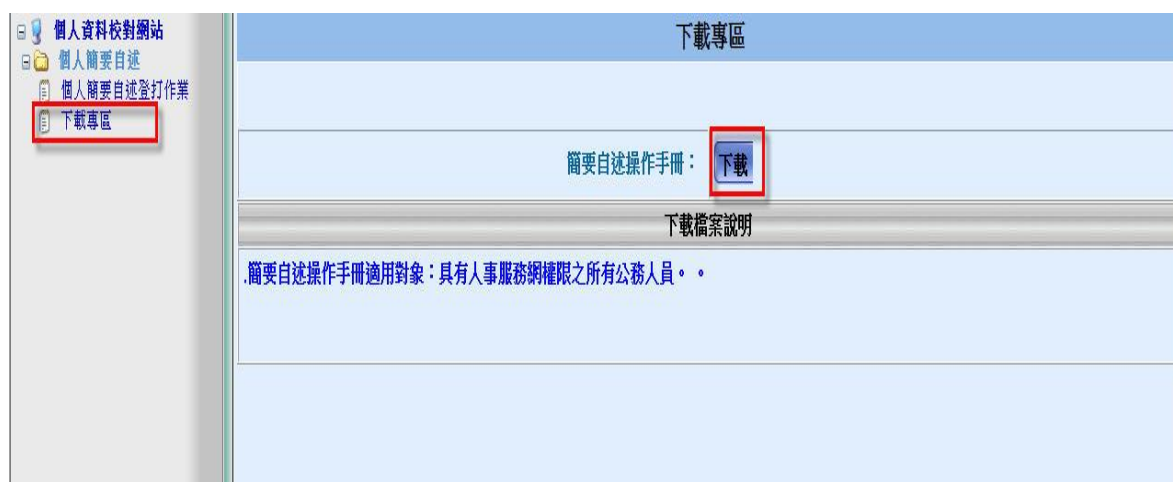 個人資料校對網站
個人簡要自述
個人簡要自述登打作業
下載專區
下載專區
簡要自述操作手冊：
下載
下載檔案說明
.簡要自述操作手冊適用對象：具有人事服務網權限之所有公務人員。 。